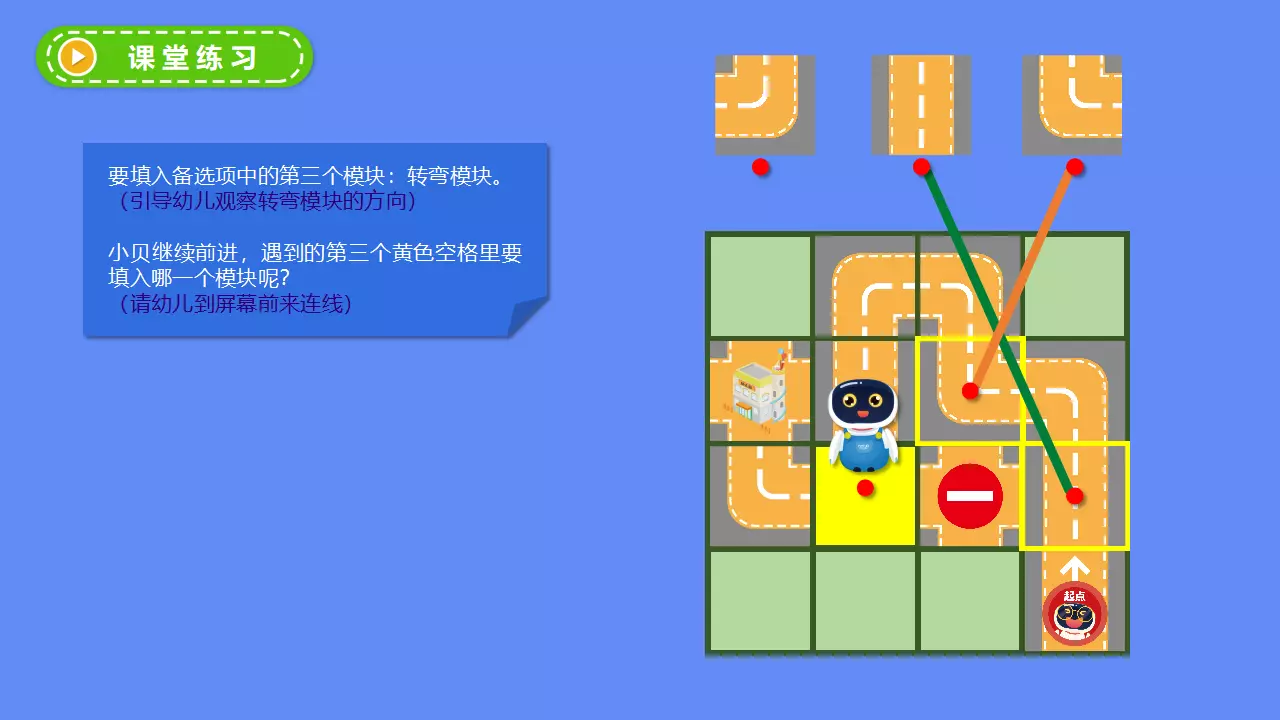 课堂练习
要填入备选项中的第三个模块：转弯模块。
（引导幼儿观察转弯模块的方向）
小贝继续前进，遇到的第三个黄色空格里要
填入哪一个模块呢？
（请幼儿到屏幕前来连线）
起点